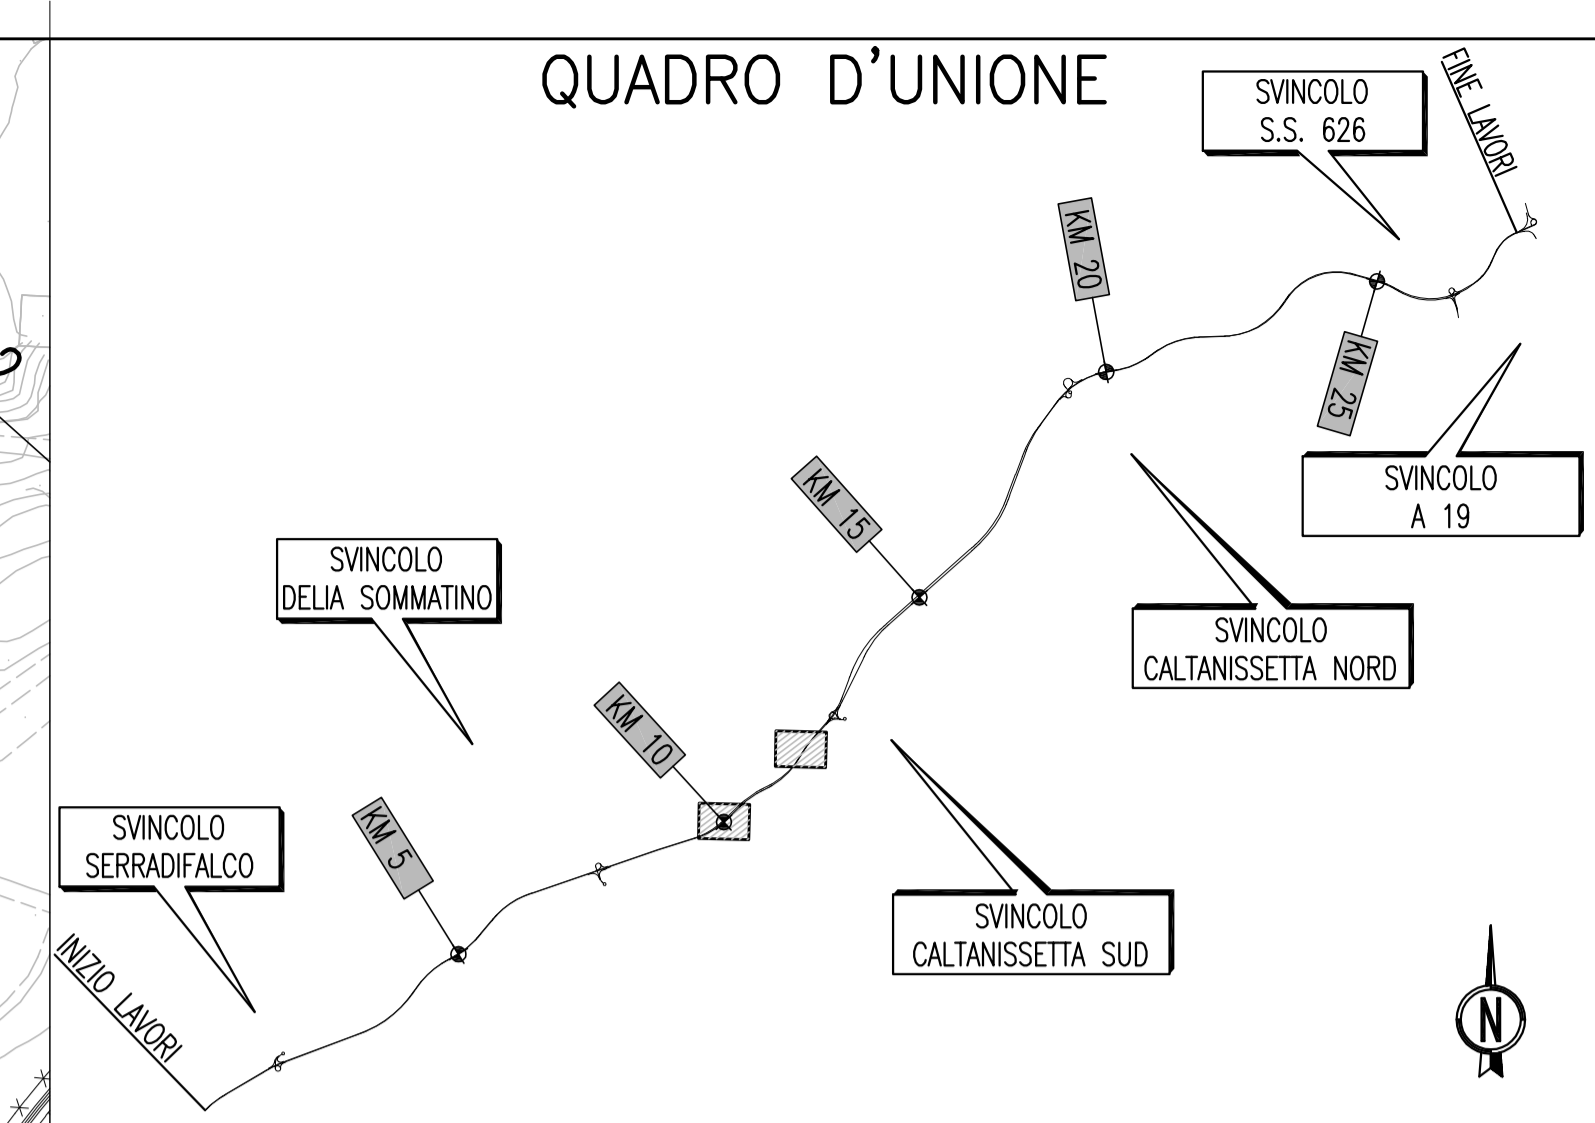 QUADRO D'UNIONE
SVINCOLO
S.S. 626
FINE LAVORI
KM 20
KM 25
SVINCOLO
A 19
KM 15
SVINCOLO
DELIA SOMMATINO
SVINCOLO
CALTANISSETTA NORD
KM 10
KM 5
SVINCOLO
SERRADIFALCO
SVINCOLO
CALTANISSETTA SUD
INIZIO LAVORI
N